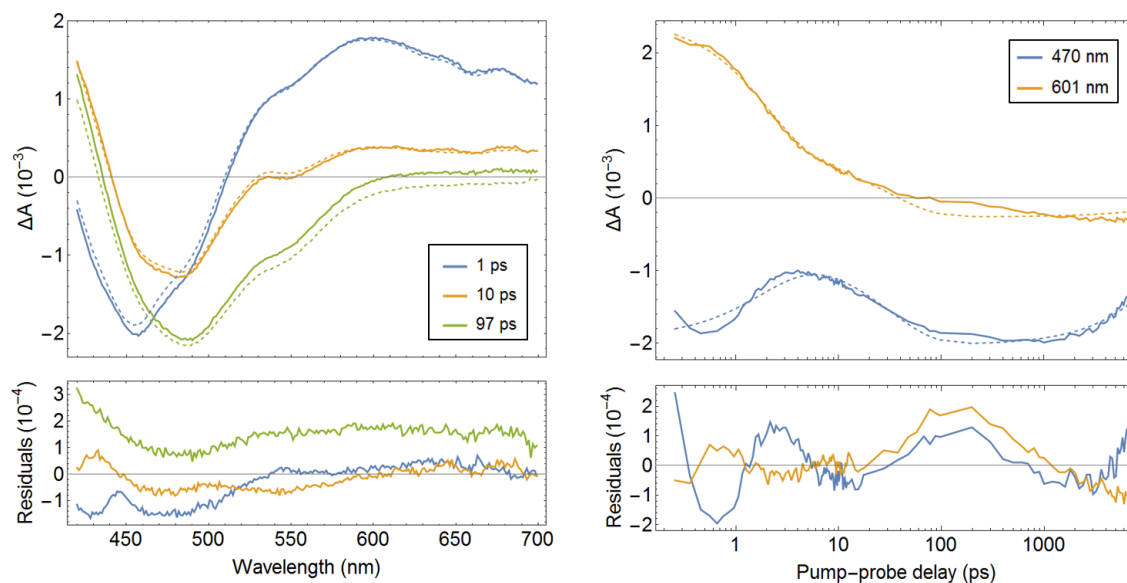 2
1
0
−1
−2
ΔA (10⁻³)
1 ps
10 ps
97 ps
3
2
1
0
−1
Residuals (10⁻⁴)
450 500 550 600 650 700
Wavelength (nm)
2
1
0
−1
−2
ΔA (10⁻³)
470 nm
601 nm
2
1
0
−1
−2
Residuals (10⁻⁴)
1 10 100 1000
Pump−probe delay (ps)